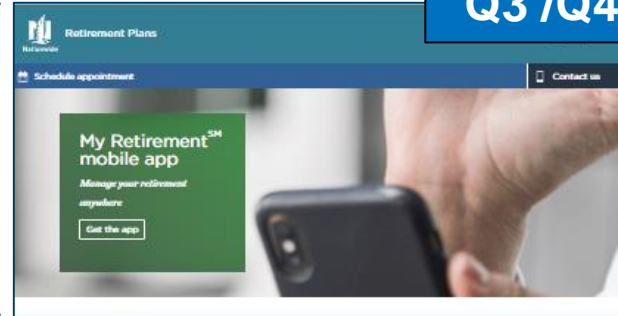 Q3 /Q4
Nationwide
Retirement Plans
Schedule appointment
Contact us
My Retirement℠
mobile app
Manage your retirement
anywhere
Get the app